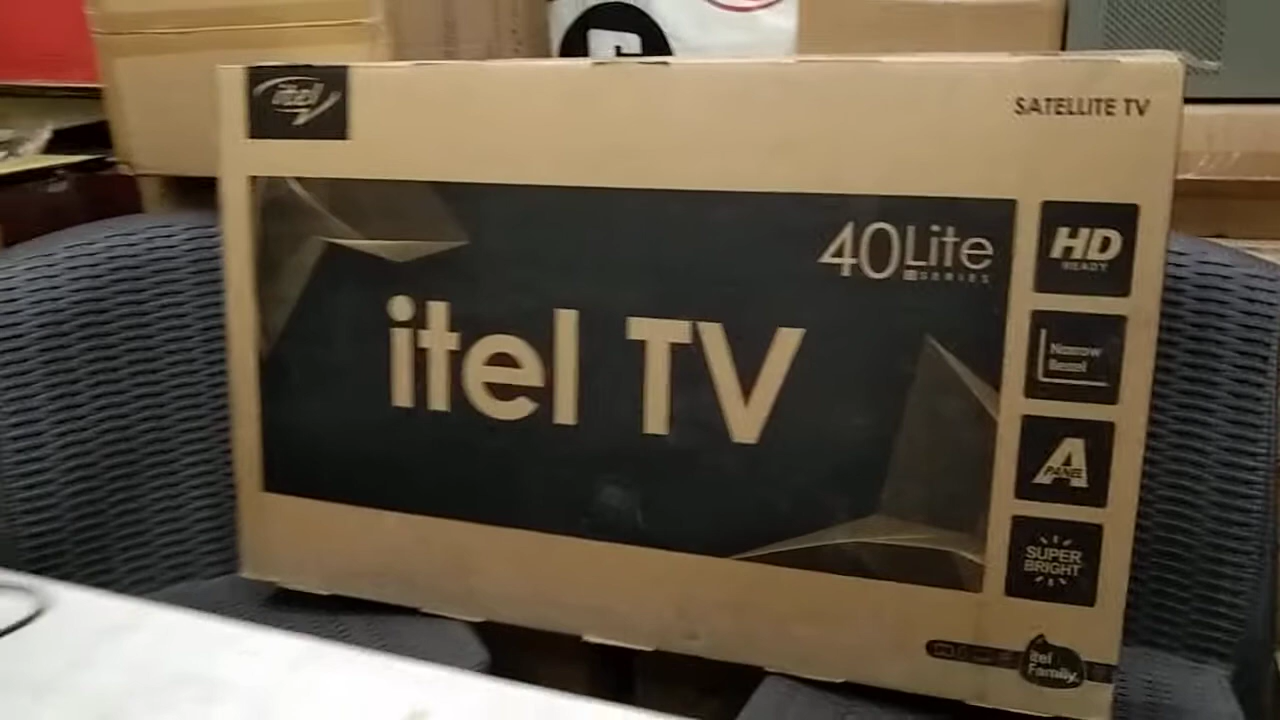 itel
SATELLITE TV
40Lite
SERIES
itel TV
HD
READY
Narrow
Bezel
A
PANEL
SUPER
BRIGHT
itel
Family